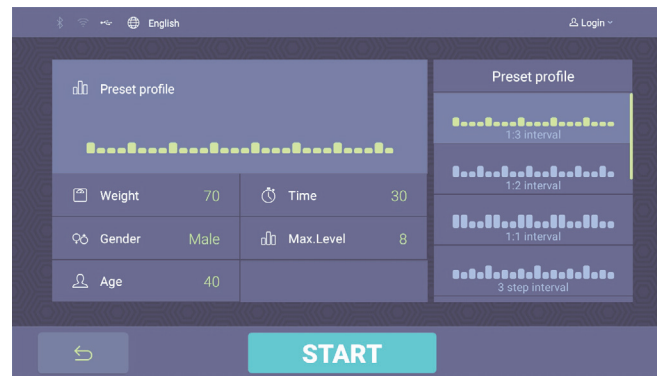 English
Login
Preset profile
Weight 70
Time 30
Gender Male
Max.Level 8
Age 40
Preset profile
1:3 interval
1:2 interval
1:1 interval
3 step interval
START